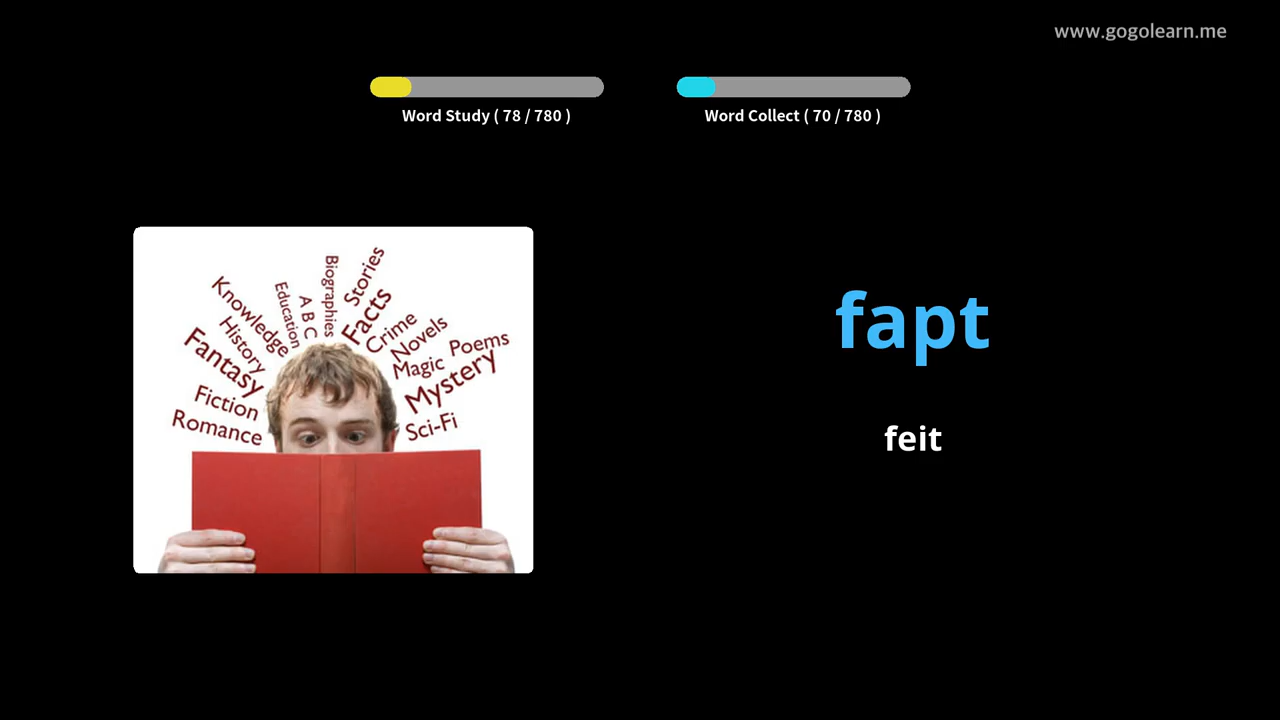 www.gogolearn.me
Word Study ( 78 / 780 )
Word Collect ( 70 / 780 )
Biographies
Stories
Education
A B C
Facts
Knowledge
Crime
History
Novels
Poems
Fantasy
Magic
Mystery
Fiction
Sci-Fi
Romance
fapt
feit